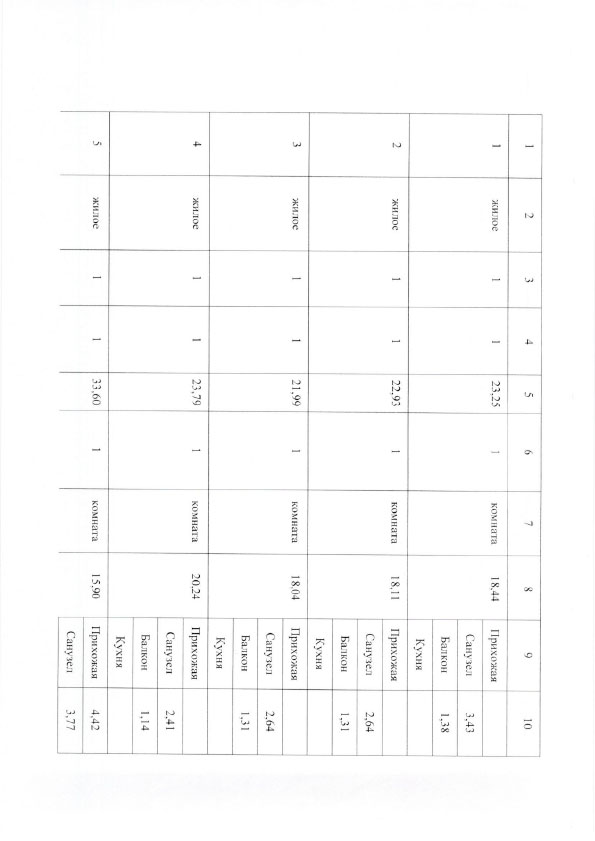 1 2 3 4 5 6 7 8 9 10
1 жилое 1 1 23,25 1 комната 18,44 Прихожая
Санузел 3,43
Балкон 1,38
Кухня
2 жилое 1 1 22,93 1 комната 18,11 Прихожая
Санузел 2,64
Балкон 1,31
Кухня
3 жилое 1 1 21,99 1 комната 18,04 Прихожая
Санузел 2,64
Балкон 1,31
Кухня
4 жилое 1 1 23,79 1 комната 20,24 Прихожая
Санузел 2,41
Балкон 1,14
Кухня
5 жилое 1 1 33,60 1 комната 15,90 Прихожая 4,42
Санузел 3,77